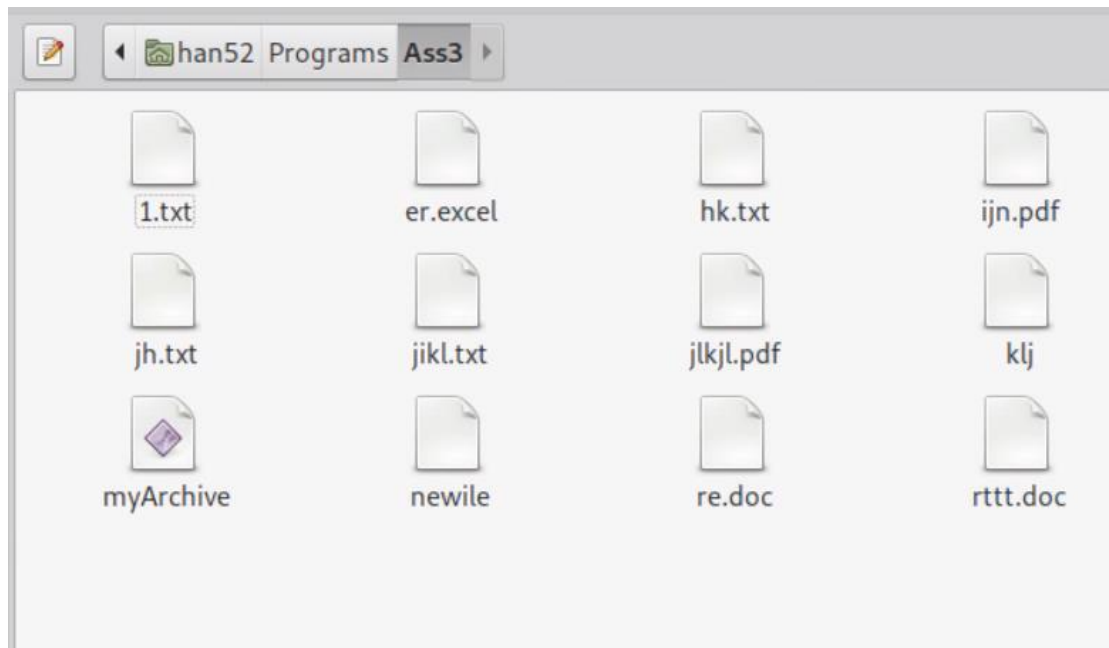 han52 Programs Ass3
1.txt er.excel hk.txt ijn.pdf
jh.txt jikl.txt jlkjl.pdf klj
myArchive newile re.doc rttt.doc